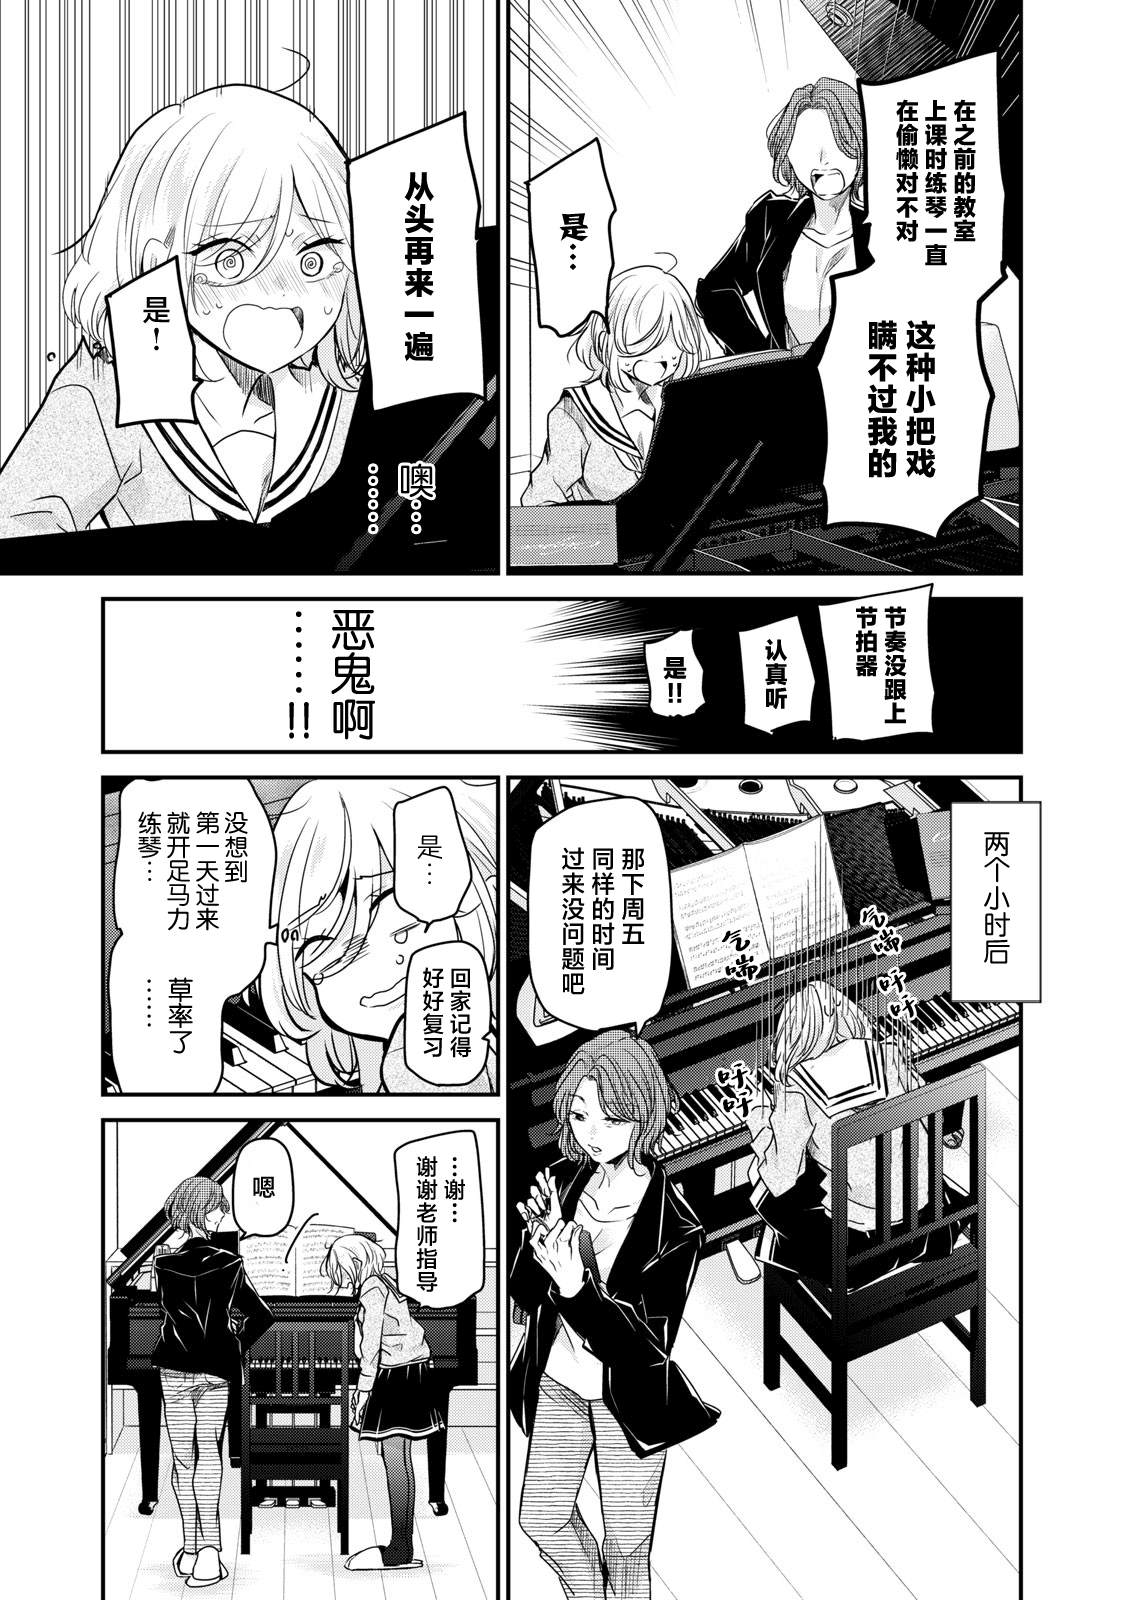 在之前的教室
上课时练琴一直
在偷懒对不对
这种小把戏
瞒不过我的
是…
从头再来一遍
是！
噢…
……
节奏没跟上
节拍器
认真听
是!!
恶鬼啊
……!!
两个小时后
气喘
气喘
呼呼
呼呼
那下周五
同样的时间
过来没问题吧
是…
回家记得
好好复习
没想到
第一天过来
就开足马力
练琴…
草率了
……
…谢…
谢谢老师指导
嗯